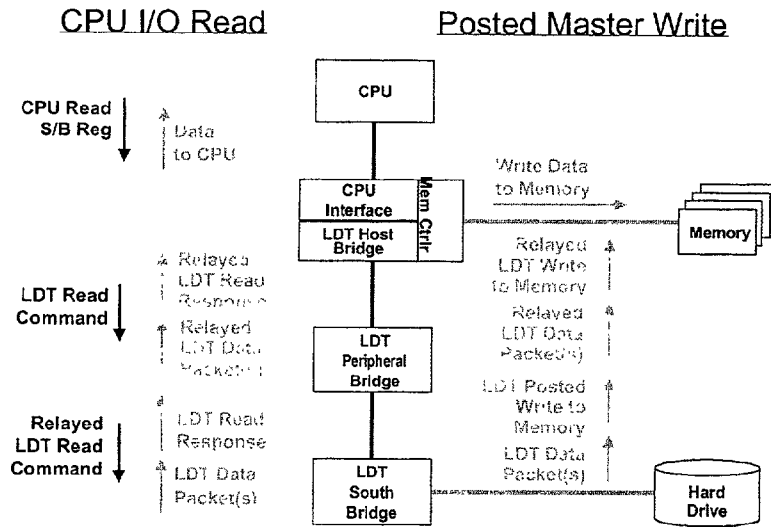 CPU I/O Read
Posted Master Write
CPU
CPU Read
S/B Reg
Data
to CPU
CPU
Interface
LDT Host
Bridge
Mem Ctrlr
Write Data
to Memory
Memory
LDT Read
Command
Relayed
LDT Read
Response
Relayed
LDT Data
Packet(s)
LDT
Peripheral
Bridge
Relayed
LDT Write
to Memory
Relayed
LDT Data
Packet(s)
Relayed
LDT Read
Command
LDT Read
Response
LDT Data
Packet(s)
LDT
South
Bridge
LDT Posted
Write to
Memory
LDT Data
Packet(s)
Hard
Drive